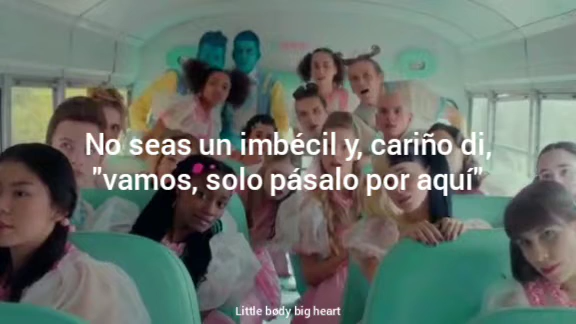 No seas un imbécil y, cariño di,
"vamos, solo pásalo por aquí"
Little body big heart